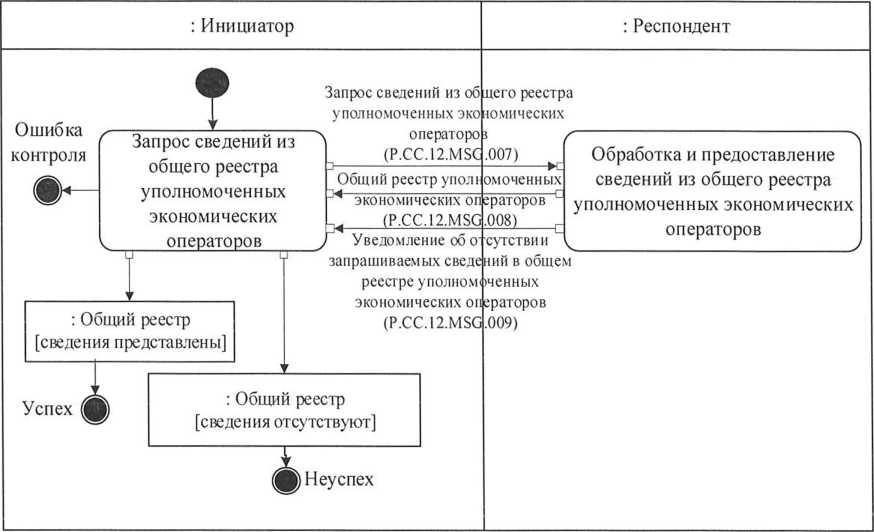 : Инициатор
: Респондент
Запрос сведений из общего реестра
уполномоченных экономических
операторов
(P.CC.12.MSG.007)
Ошибка
контроля
Запрос сведений из
общего реестра
уполномоченных
экономических
операторов
Общий реестр уполномоченных
экономических операторов
(P.CC.12.MSG.008)
Обработка и предоставление
сведений из общего реестра
уполномоченных экономических
операторов
Уведомление об отсутствии
запрашиваемых сведений в общем
реестре уполномоченных
экономических операторов
(P.CC.12.MSG.009)
: Общий реестр
[сведения представлены]
Успех
: Общий реестр
[сведения отсутствуют]
Неуспех